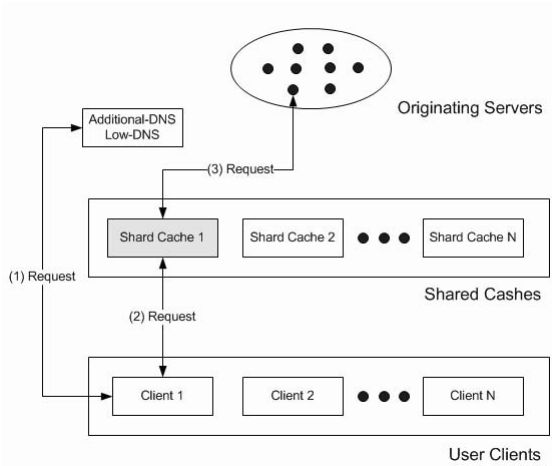 Originating Servers
Additional-DNS
Low-DNS
(3) Request
Shard Cache 1
Shard Cache 2
Shard Cache N
(1) Request
Shared Cashes
(2) Request
Client 1
Client 2
Client N
User Clients